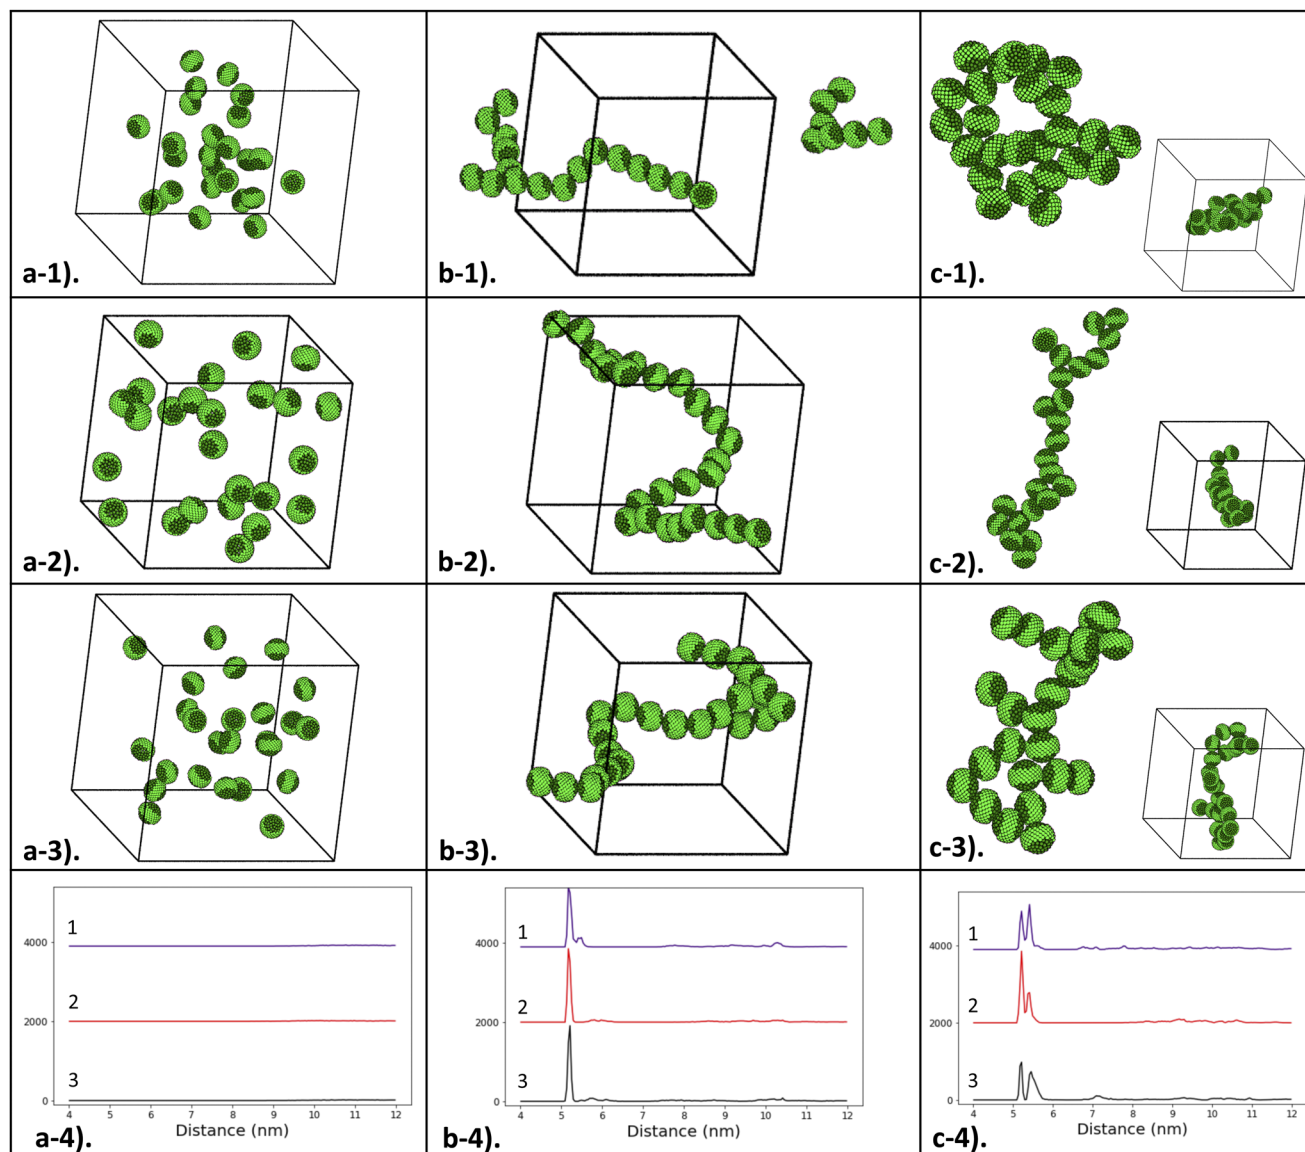 a-1).
b-1).
c-1).
a-2).
b-2).
c-2).
a-3).
b-3).
c-3).
1
4000
2
2000
3
0
4 5 6 7 8 9 10 11 12
Distance (nm)
a-4).
1
4000
2
2000
3
0
4 5 6 7 8 9 10 11 12
Distance (nm)
b-4).
1
4000
2
2000
3
0
4 5 6 7 8 9 10 11 12
Distance (nm)
c-4).